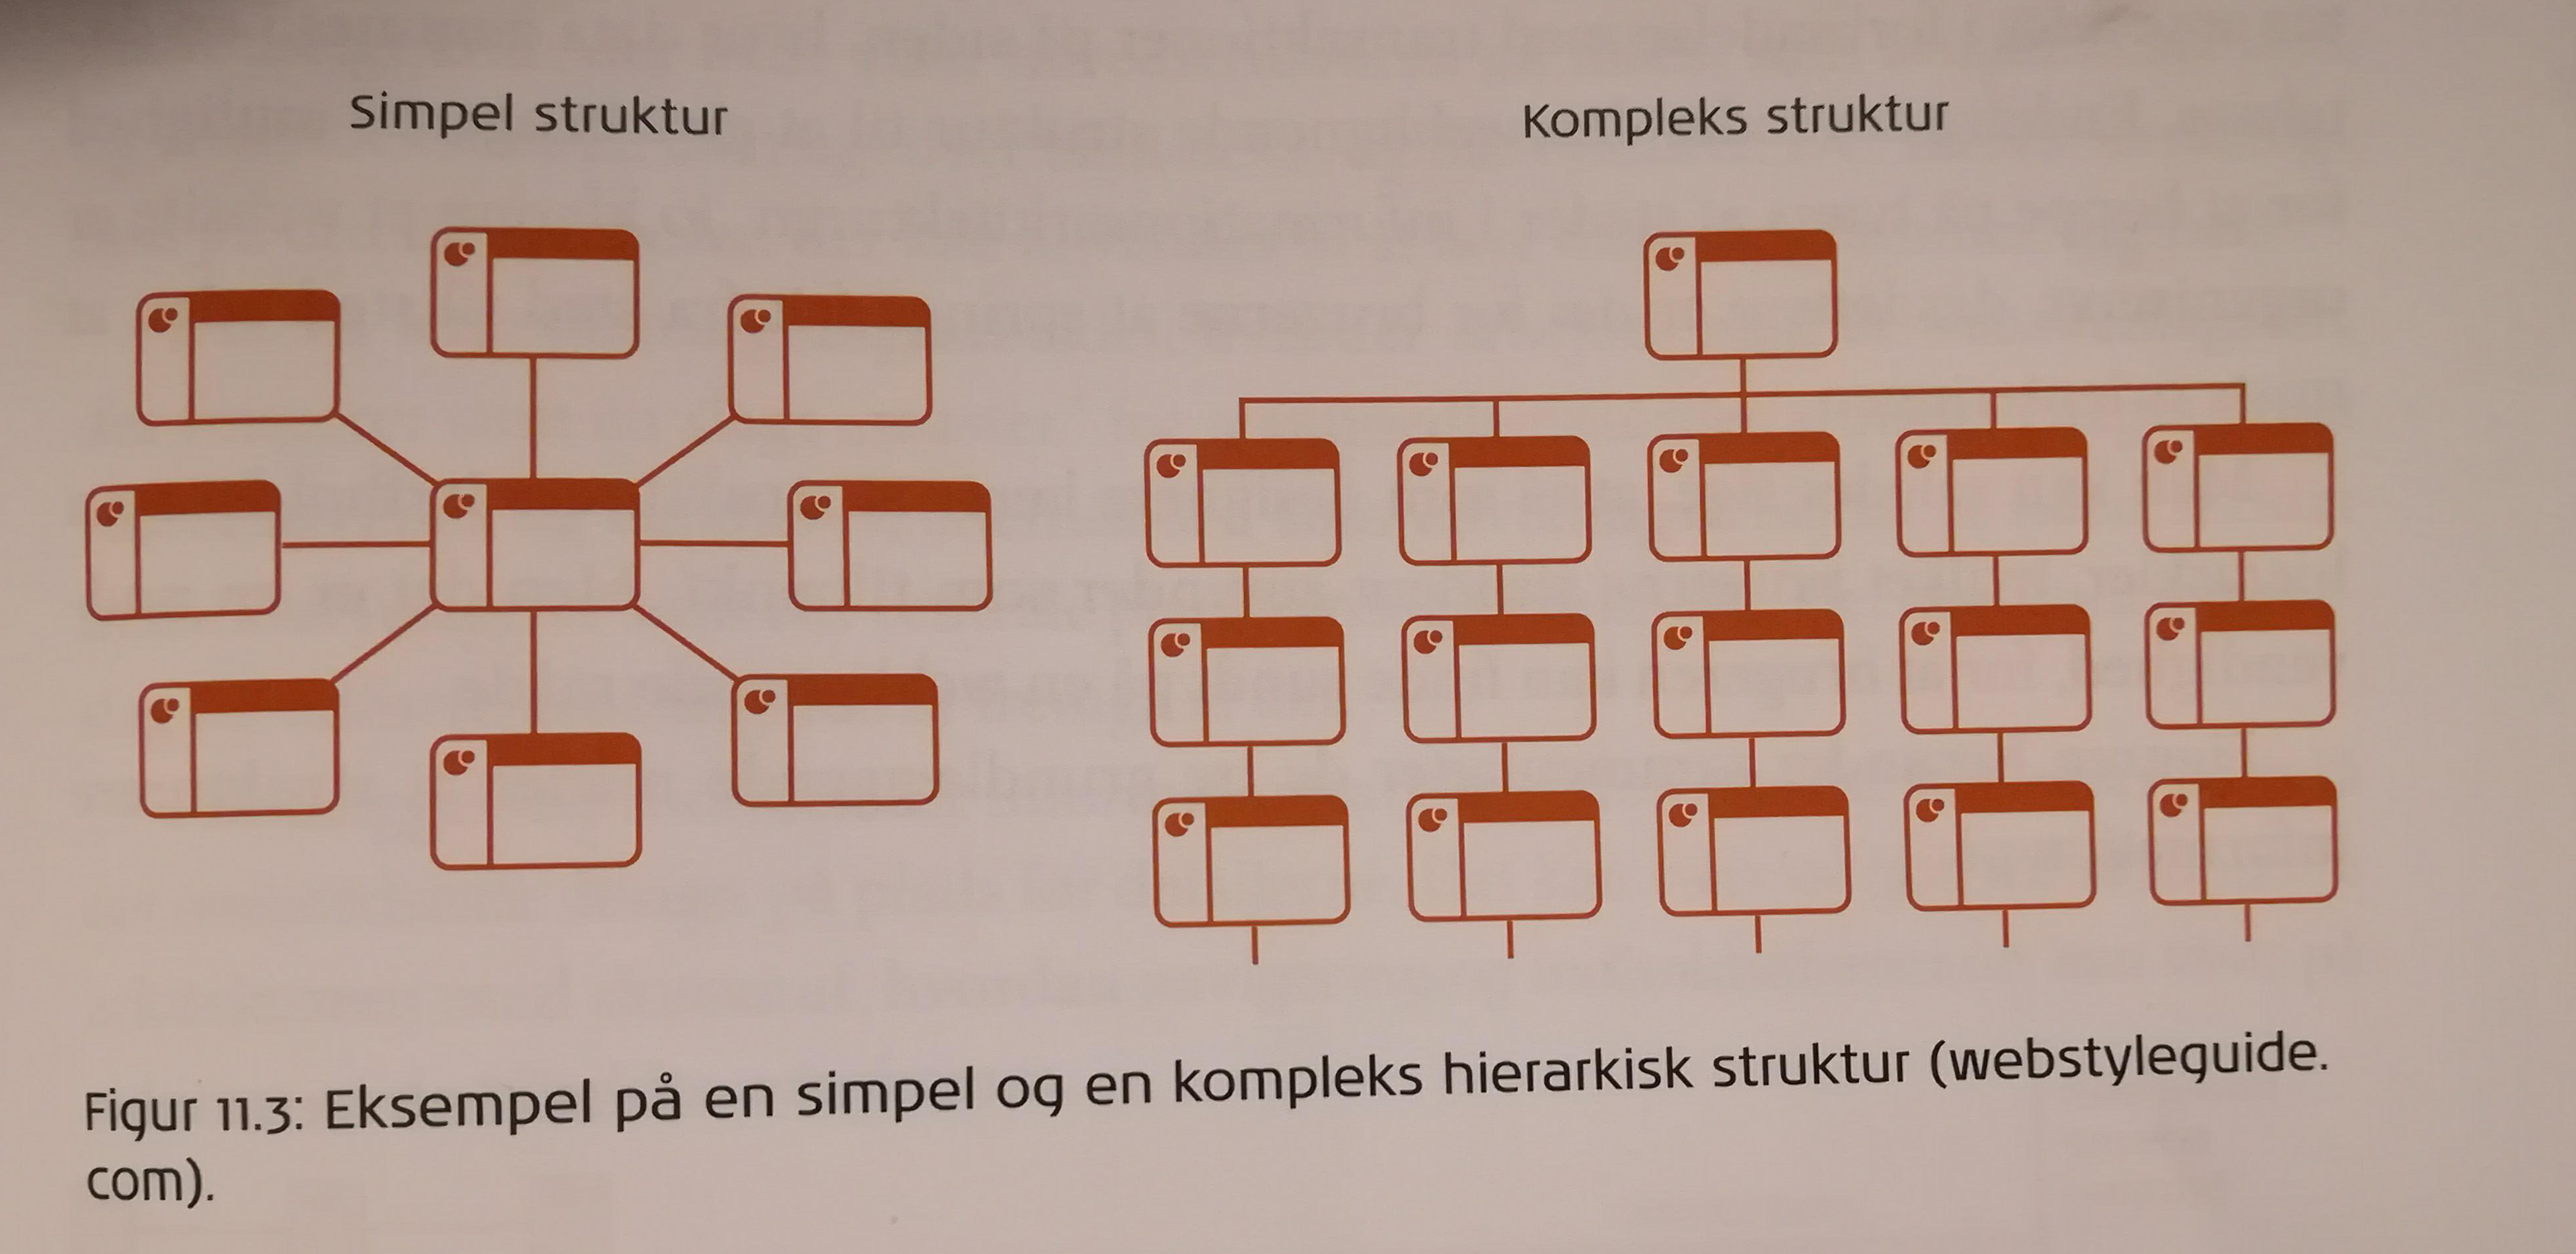 Simpel struktur
Kompleks struktur
Figur 11.3: Eksempel på en simpel og en kompleks hierarkisk struktur (webstyleguide.
com).